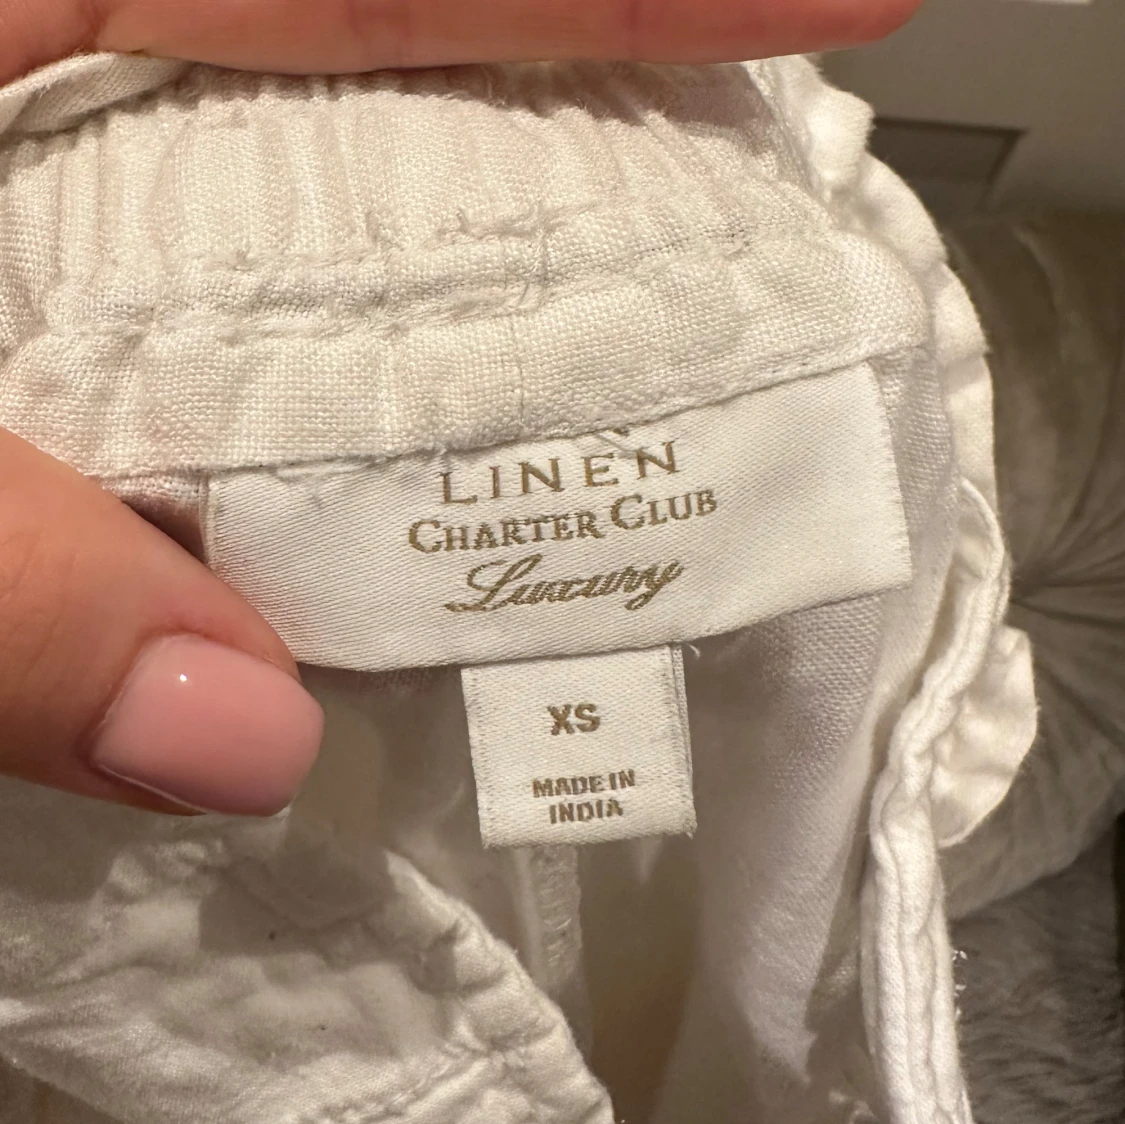 LINEN
CHARTER CLUB
Luxury
XS
MADE IN
INDIA